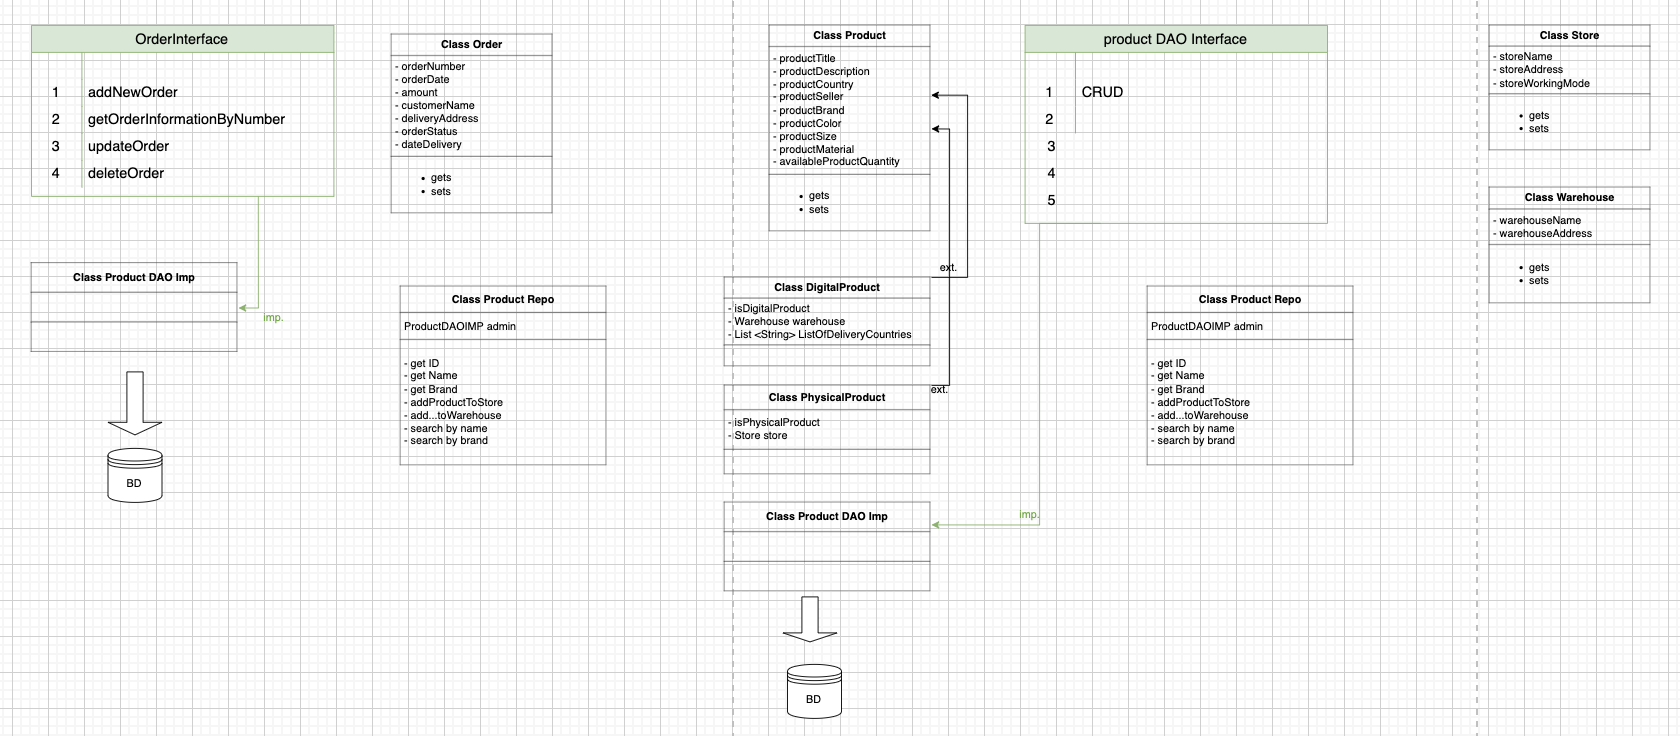 OrderInterface
1 addNewOrder
2 getOrderInformationByNumber
3 updateOrder
4 deleteOrder
Class Order
- orderNumber
- orderDate
- amount
- customerName
- deliveryAddress
- orderStatus
- dateDelivery
• gets
• sets
imp.
Class Product DAO Imp
BD
Class Product Repo
ProductDAOIMP admin
- get ID
- get Name
- get Brand
- addProductToStore
- add...toWarehouse
- search by name
- search by brand
Class Product
- productTitle
- productDescription
- productCountry
- productSeller
- productBrand
- productColor
- productSize
- productMaterial
- availableProductQuantity
• gets
• sets
ext.
Class DigitalProduct
- isDigitalProduct
- Warehouse warehouse
- List <String> ListOfDeliveryCountries
ext.
Class PhysicalProduct
- isPhysicalProduct
- Store store
Class Product DAO Imp
BD
product DAO Interface
1 CRUD
2
3
4
5
imp.
Class Product Repo
ProductDAOIMP admin
- get ID
- get Name
- get Brand
- addProductToStore
- add...toWarehouse
- search by name
- search by brand
Class Store
- storeName
- storeAddress
- storeWorkingMode
• gets
• sets
Class Warehouse
- warehouseName
- warehouseAddress
• gets
• sets